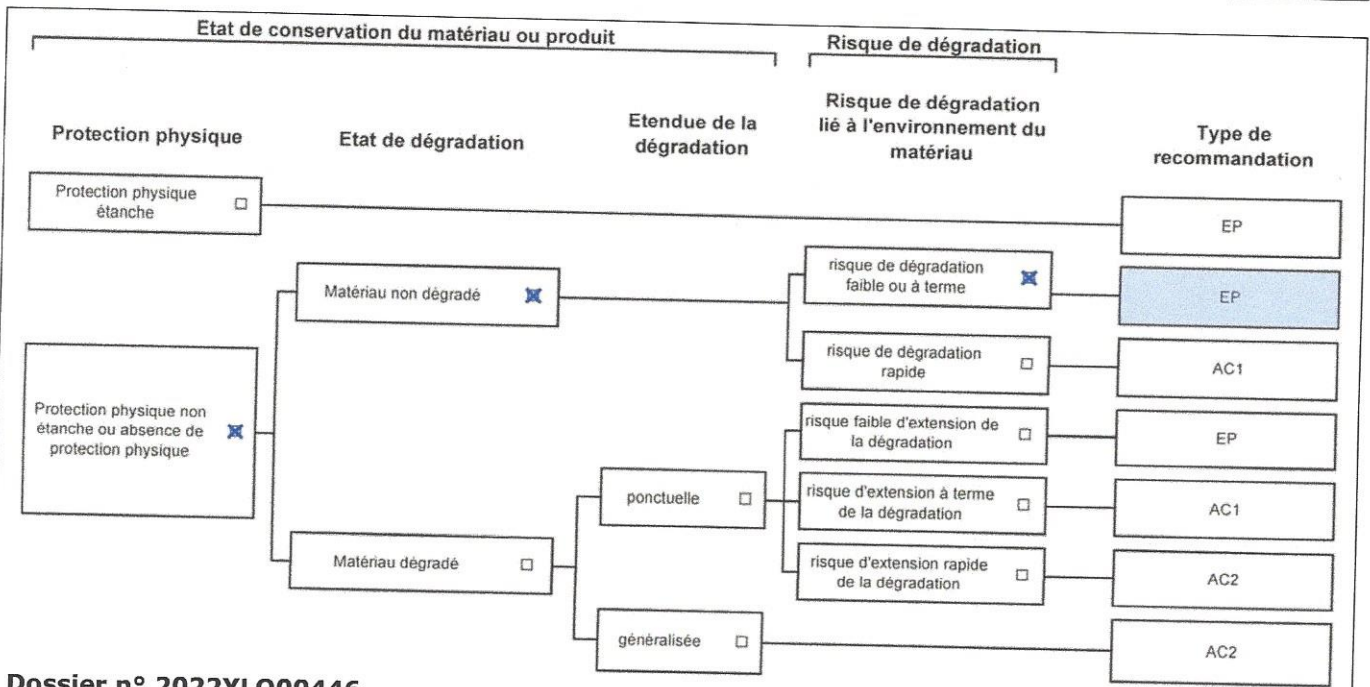 Etat de conservation du matériau ou produit
Risque de dégradation
Protection physique
Etat de dégradation
Etendue de la
dégradation
Risque de dégradation
lié à l'environnement du
matériau
Type de
recommandation
Protection physique
étanche
EP
Matériau non dégradé
risque de dégradation
faible ou à terme
EP
risque de dégradation
rapide
AC1
Protection physique non
étanche ou absence de
protection physique
risque faible d'extension de
la dégradation
EP
ponctuelle
risque d'extension à terme
de la dégradation
AC1
Matériau dégradé
risque d'extension rapide
de la dégradation
AC2
généralisée
AC2
Dossier n° 2022YLO00446